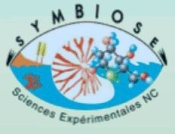 SYMBIOSE
Sciences Expérimentales NC